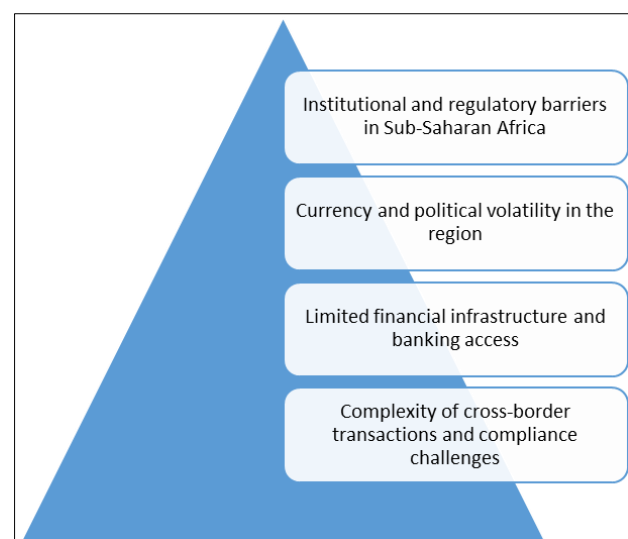 Institutional and regulatory barriers
in Sub-Saharan Africa
Currency and political volatility in the
region
Limited financial infrastructure and
banking access
Complexity of cross-border
transactions and compliance
challenges